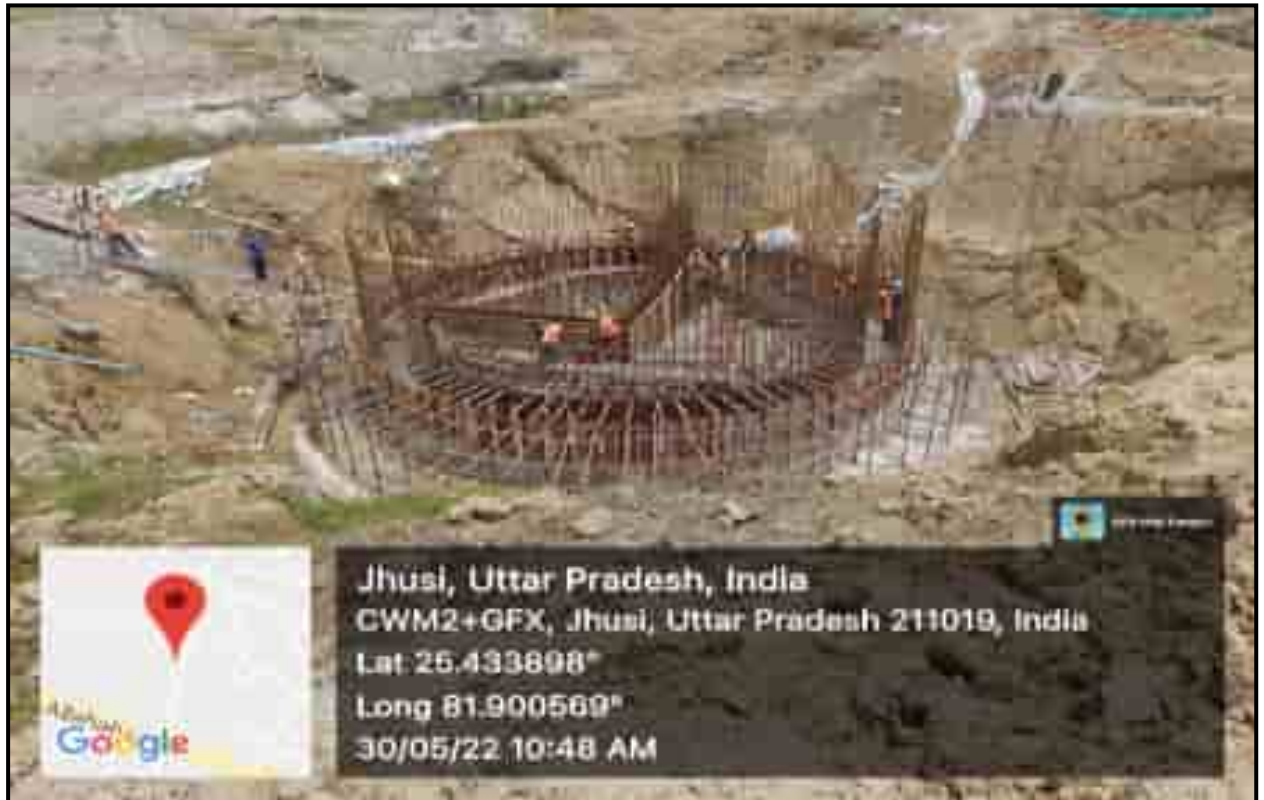 Jhusi, Uttar Pradesh, India
CWM2+GFX, Jhusi, Uttar Pradesh 211019, India
Lat 25.433898°
Long 81.900569°
30/05/22 10:48 AM
Google